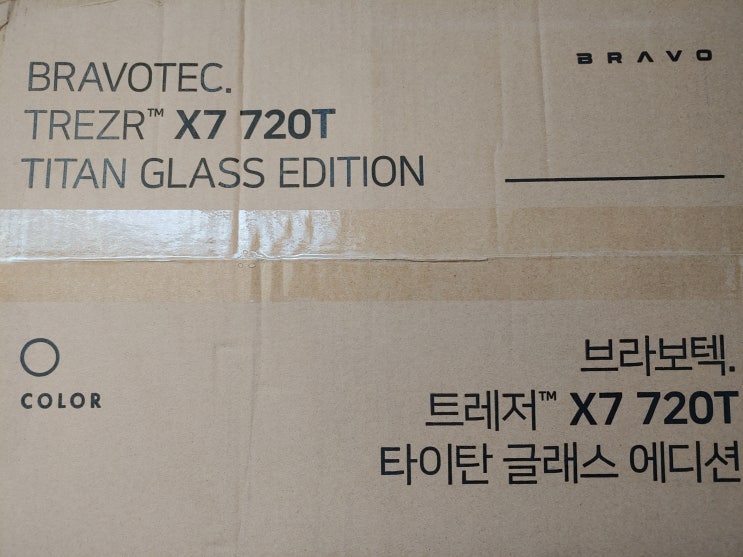 BRAVOTEC.
TREZR™ X7 720T
TITAN GLASS EDITION
BRAVO
COLOR
브라보텍.
트레저™ X7 720T
타이탄 글래스 에디션